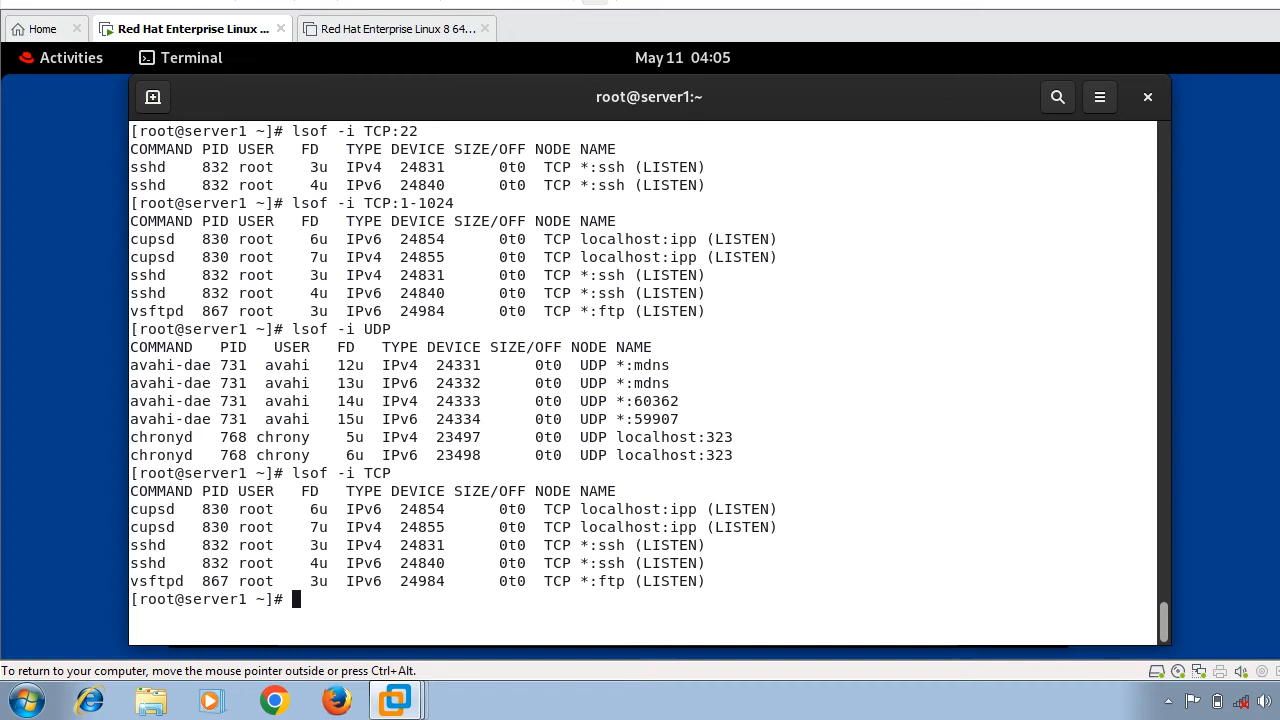 Home
Red Hat Enterprise Linux ...
Red Hat Enterprise Linux 8 64...
Activities
Terminal
May 11 04:05
root@server1:~
[root@server1 ~]# lsof -i TCP:22
COMMAND PID USER FD TYPE DEVICE SIZE/OFF NODE NAME
sshd 832 root 3u IPv4 24831 0t0 TCP *:ssh (LISTEN)
sshd 832 root 4u IPv6 24840 0t0 TCP *:ssh (LISTEN)
[root@server1 ~]# lsof -i TCP:1-1024
COMMAND PID USER FD TYPE DEVICE SIZE/OFF NODE NAME
cupsd 830 root 6u IPv6 24854 0t0 TCP localhost:ipp (LISTEN)
cupsd 830 root 7u IPv4 24855 0t0 TCP localhost:ipp (LISTEN)
sshd 832 root 3u IPv4 24831 0t0 TCP *:ssh (LISTEN)
sshd 832 root 4u IPv6 24840 0t0 TCP *:ssh (LISTEN)
vsftpd 867 root 3u IPv6 24984 0t0 TCP *:ftp (LISTEN)
[root@server1 ~]# lsof -i UDP
COMMAND PID USER FD TYPE DEVICE SIZE/OFF NODE NAME
avahi-dae 731 avahi 12u IPv4 24331 0t0 UDP *:mdns
avahi-dae 731 avahi 13u IPv6 24332 0t0 UDP *:mdns
avahi-dae 731 avahi 14u IPv4 24333 0t0 UDP *:60362
avahi-dae 731 avahi 15u IPv6 24334 0t0 UDP *:59907
chronyd 768 chrony 5u IPv4 23497 0t0 UDP localhost:323
chronyd 768 chrony 6u IPv6 23498 0t0 UDP localhost:323
[root@server1 ~]# lsof -i TCP
COMMAND PID USER FD TYPE DEVICE SIZE/OFF NODE NAME
cupsd 830 root 6u IPv6 24854 0t0 TCP localhost:ipp (LISTEN)
cupsd 830 root 7u IPv4 24855 0t0 TCP localhost:ipp (LISTEN)
sshd 832 root 3u IPv4 24831 0t0 TCP *:ssh (LISTEN)
sshd 832 root 4u IPv6 24840 0t0 TCP *:ssh (LISTEN)
vsftpd 867 root 3u IPv6 24984 0t0 TCP *:ftp (LISTEN)
[root@server1 ~]#
To return to your computer, move the mouse pointer outside or press Ctrl+Alt.